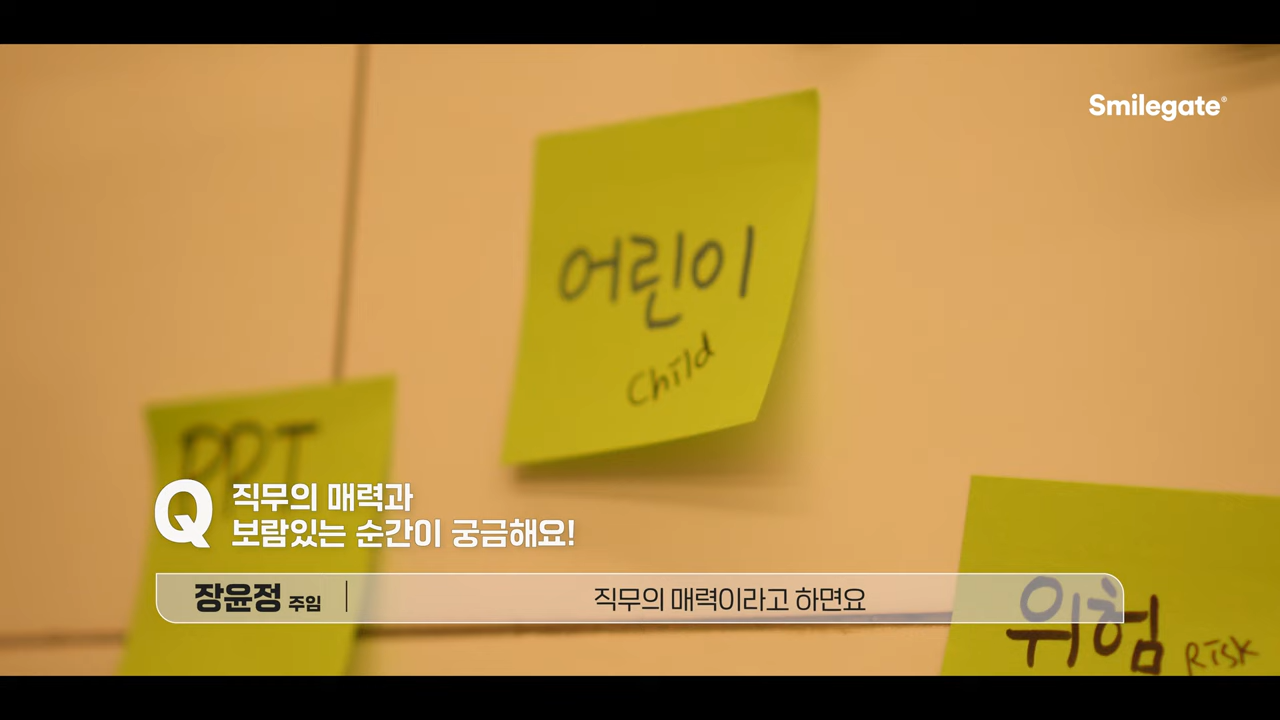 Smilegate®
어린이
Child
PPT
Q 직무의 매력과
보람있는 순간이 궁금해요!
장윤정 주임 직무의 매력이라고 하면요
위험
Risk